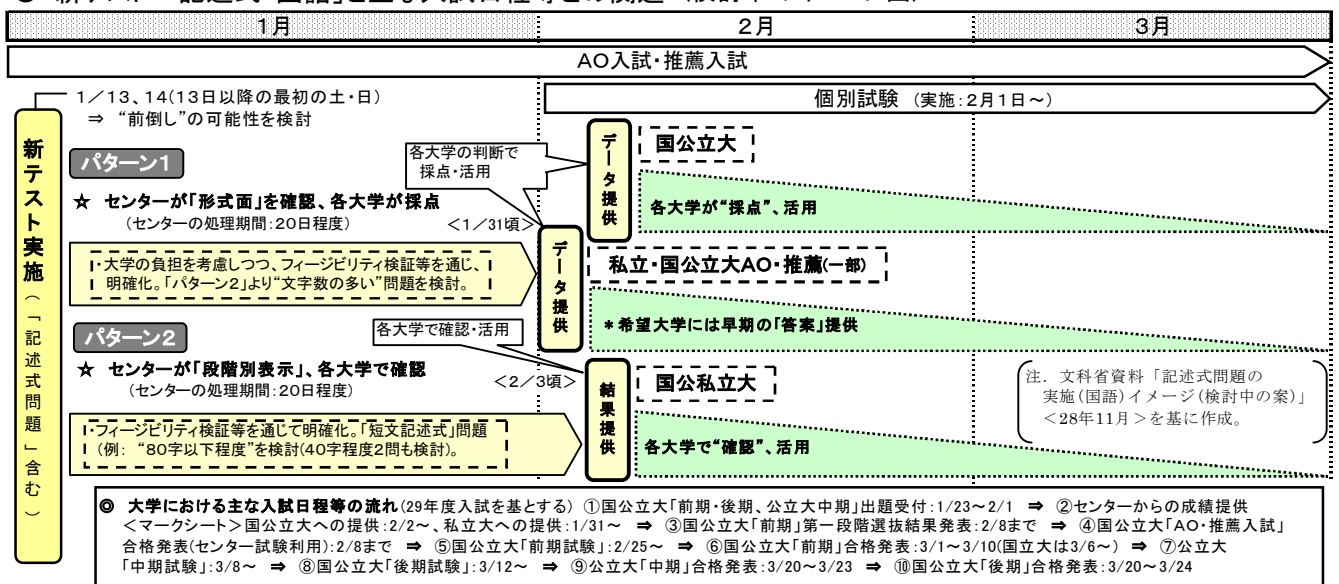 1月
2月
3月
AO入試・推薦入試
1／13、14(13日以降の最初の土・日)
⇒ “前倒し”の可能性を検討
個別試験 (実施:2月1日～)
新テスト実施（「記述式問題」含む）
パターン1
各大学の判断で
採点・活用
☆ センターが「形式面」を確認、各大学が採点
(センターの処理期間:20日程度)
<1／31頃>
・大学の負担を考慮しつつ、フィージビリティ検証等を通じ、
明確化。「パターン2」より“文字数の多い”問題を検討。
データ提供
国公立大
各大学が“採点”、活用
データ提供
私立・国公立大AO・推薦(一部)
*希望大学には早期の「答案」提供
パターン2
各大学で確認・活用
☆ センターが「段階別表示」、各大学で確認
(センターの処理期間:20日程度)
<2／3頃>
・フィージビリティ検証等を通じて明確化。「短文記述式」問題
(例: “80字以下程度”を検討(40字程度2問も検討)。
結果提供
国公私立大
各大学で“確認”、活用
注. 文科省資料「記述式問題の
実施(国語)イメージ(検討中の案)」
<28年11月>を基に作成。
◎ 大学における主な入試日程等の流れ(29年度入試を基とする) ①国公立大「前期・後期、公立大中期」出題受付:1/23～2/1 ⇒ ②センターからの成績提供
<マークシート>国公立大への提供:2/2～、私立大への提供:1/31～ ⇒ ③国公立大「前期」第一段階選抜結果発表:2/8まで ⇒ ④国公立大「AO・推薦入試」
合格発表(センター試験利用):2/8まで ⇒ ⑤国公立大「前期試験」:2/25～ ⇒ ⑥国公立大「前期」合格発表:3/1～3/10(国立大は3/6～) ⇒ ⑦公立大
「中期試験」:3/8～ ⇒ ⑧国公立大「後期試験」:3/12～ ⇒ ⑨公立大「中期」合格発表:3/20～3/23 ⇒ ⑩国公立大「後期」合格発表:3/20～3/24